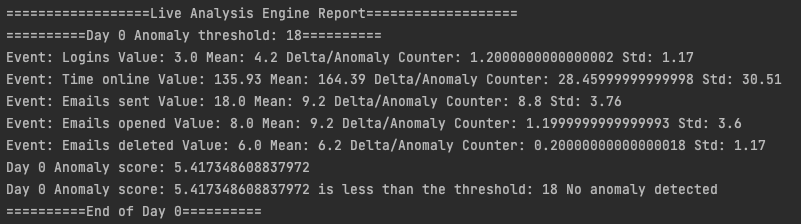 ==================Live Analysis Engine Report===================
==========Day 0 Anomaly threshold: 18==========
Event: Logins Value: 3.0 Mean: 4.2 Delta/Anomaly Counter: 1.2000000000000002 Std: 1.17
Event: Time online Value: 135.93 Mean: 164.39 Delta/Anomaly Counter: 28.45999999999998 Std: 30.51
Event: Emails sent Value: 18.0 Mean: 9.2 Delta/Anomaly Counter: 8.8 Std: 3.76
Event: Emails opened Value: 8.0 Mean: 9.2 Delta/Anomaly Counter: 1.1999999999999993 Std: 3.6
Event: Emails deleted Value: 6.0 Mean: 6.2 Delta/Anomaly Counter: 0.20000000000000018 Std: 1.17
Day 0 Anomaly score: 5.417348608837972
Day 0 Anomaly score: 5.417348608837972 is less than the threshold: 18 No anomaly detected
==========End of Day 0==========